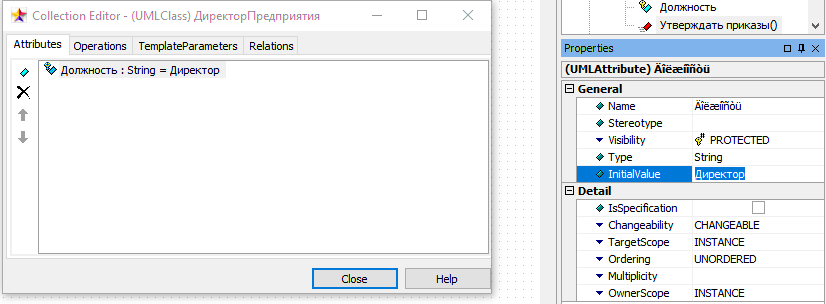 Collection Editor - (UMLClass) ДиректорПредприятия
Attributes Operations TemplateParameters Relations
Должность : String = Директор
Close Help
Должность
Утверждать приказы()
Properties
(UMLAttribute) Äîëæíîñòü
General
Name Äîëæíîñòü
Stereotype
Visibility PROTECTED
Type String
InitialValue Директор
Detail
IsSpecification
Changeability CHANGEABLE
TargetScope INSTANCE
Ordering UNORDERED
Multiplicity
OwnerScope INSTANCE